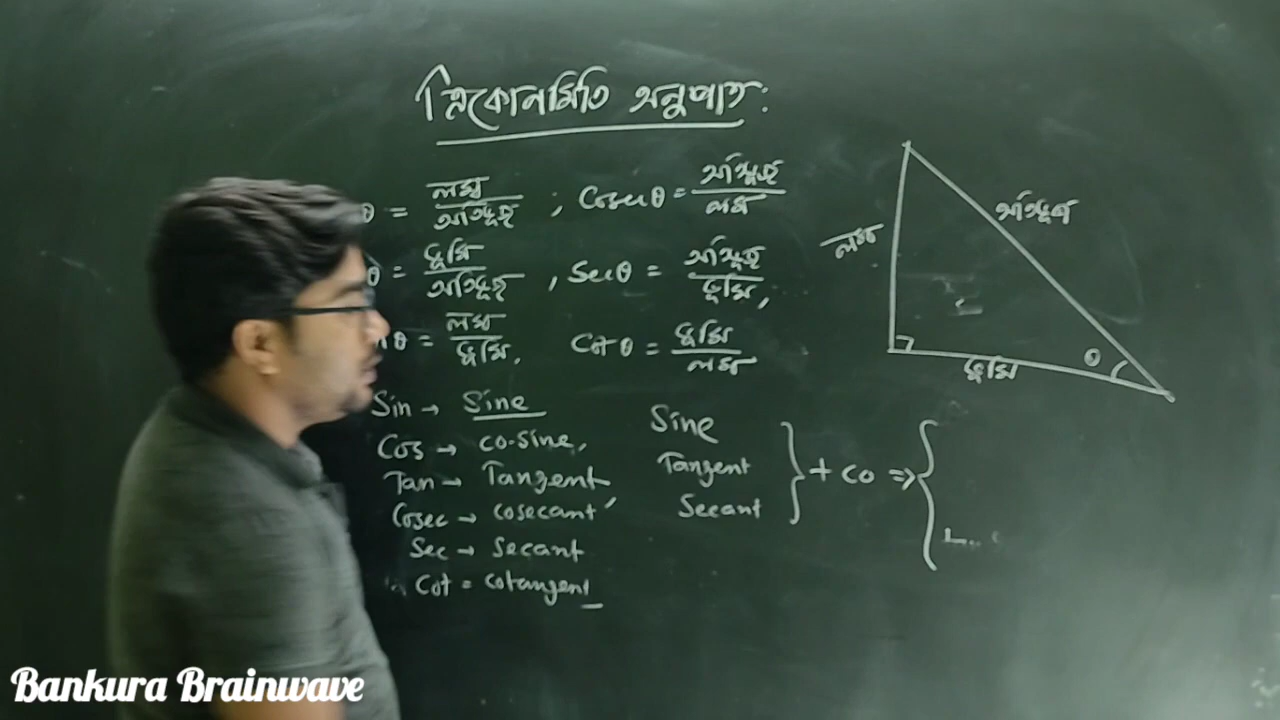 ত্রিকোনমিতি অনুপাত:
θ = লম্ব / অতিভূজ ; Cosecθ = অতিভূজ / লম্ব
θ = ভূমি / অতিভূজ , Secθ = অতিভূজ / ভূমি,
θ = লম্ব / ভূমি, Cotθ = ভূমি / লম্ব
লম্ব
অতিভূজ
θ
ভূমি
Sin → Sine
Cos → co-sine,
Tan → Tangent,
Cosec → cosecant
Sec → Secant
Cot = cotangent
Sine
Tangent
Secant
} + co ⇒ {
Bankura Brainwave